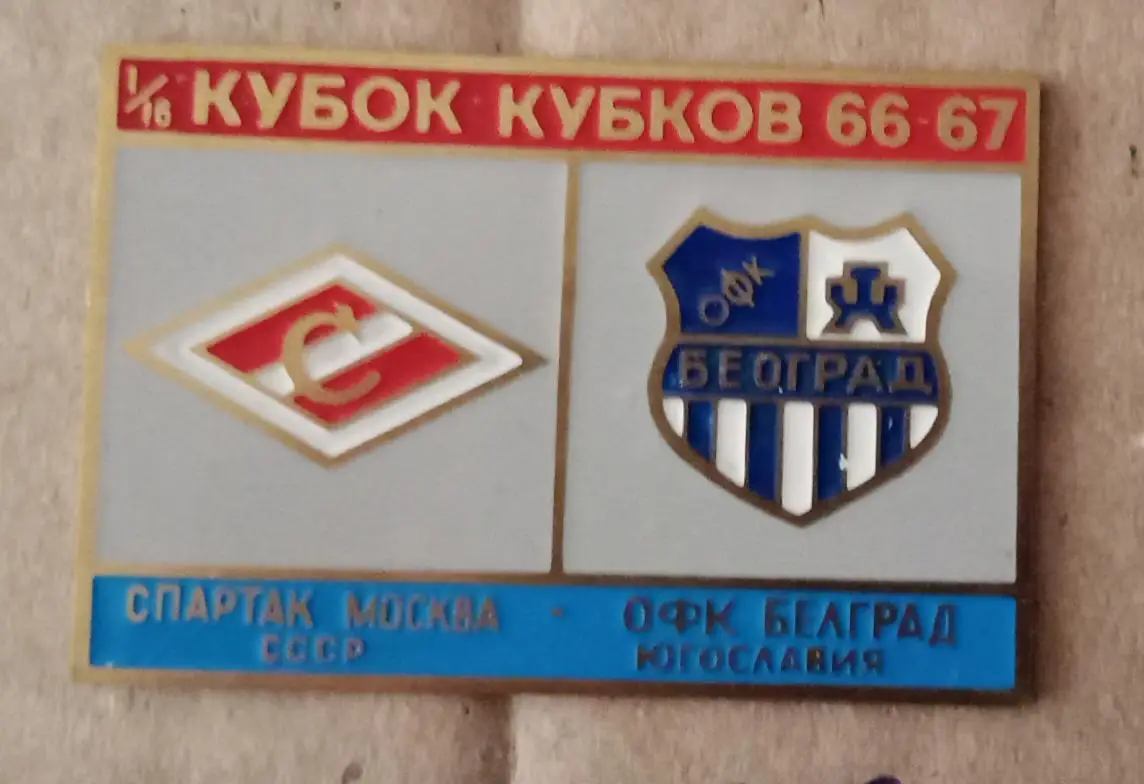 1/16 КУБОК КУБКОВ 66-67
С
ОФК
БЕОГРАД
СПАРТАК МОСКВА - ОФК БЕЛГРАД
СССР ЮГОСЛАВИЯ